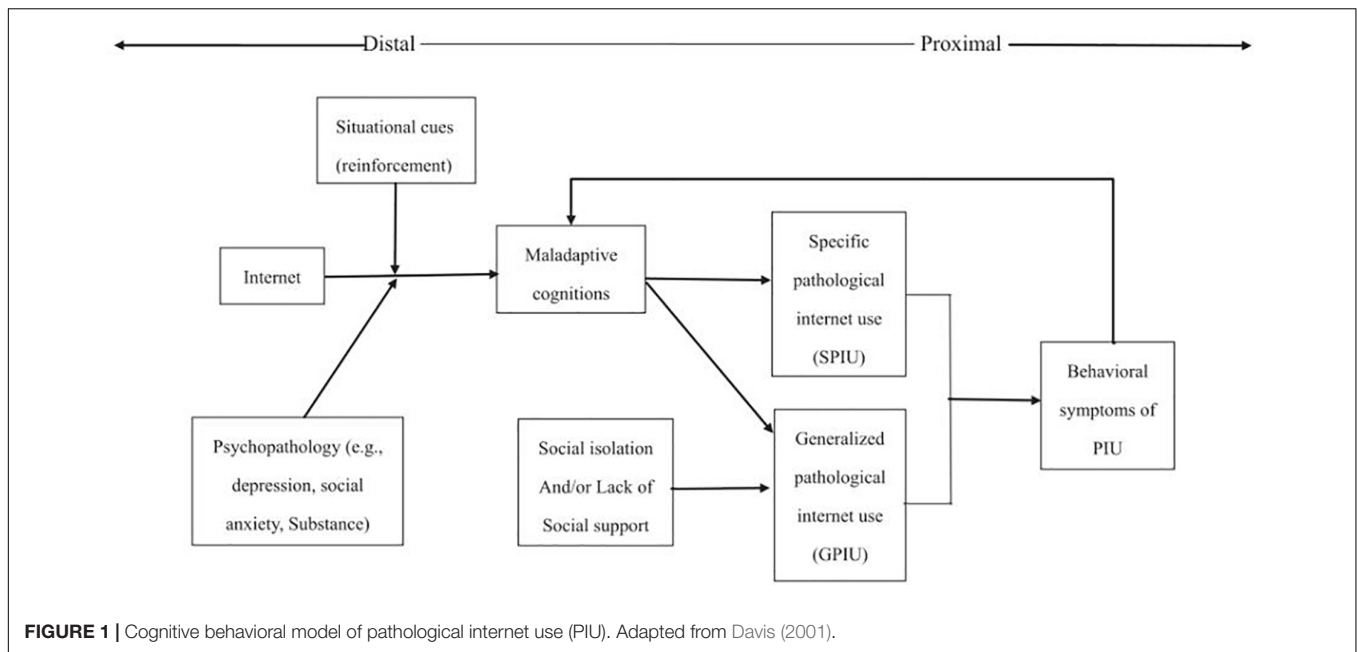 Distal
Proximal
Situational cues
(reinforcement)
Internet
Maladaptive
cognitions
Specific
pathological
internet use
(SPIU)
Behavioral
symptoms of
PIU
Psychopathology (e.g.,
depression, social
anxiety, Substance)
Social isolation
And/or Lack of
Social support
Generalized
pathological
internet use
(GPIU)
FIGURE 1 | Cognitive behavioral model of pathological internet use (PIU). Adapted from Davis (2001).